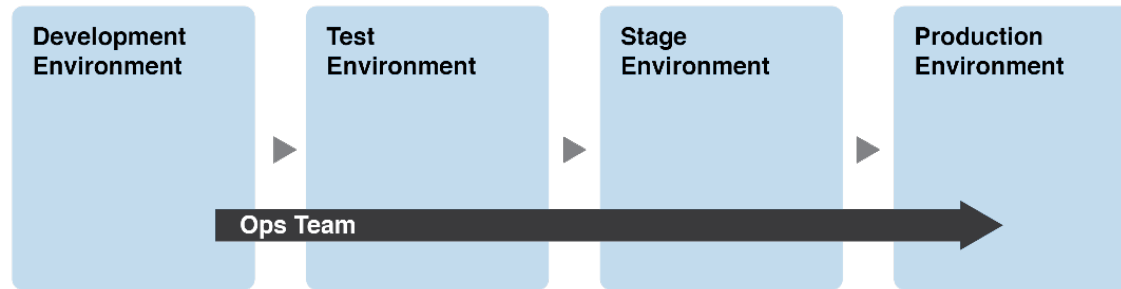 Development
Environment
Test
Environment
Stage
Environment
Production
Environment
Ops Team